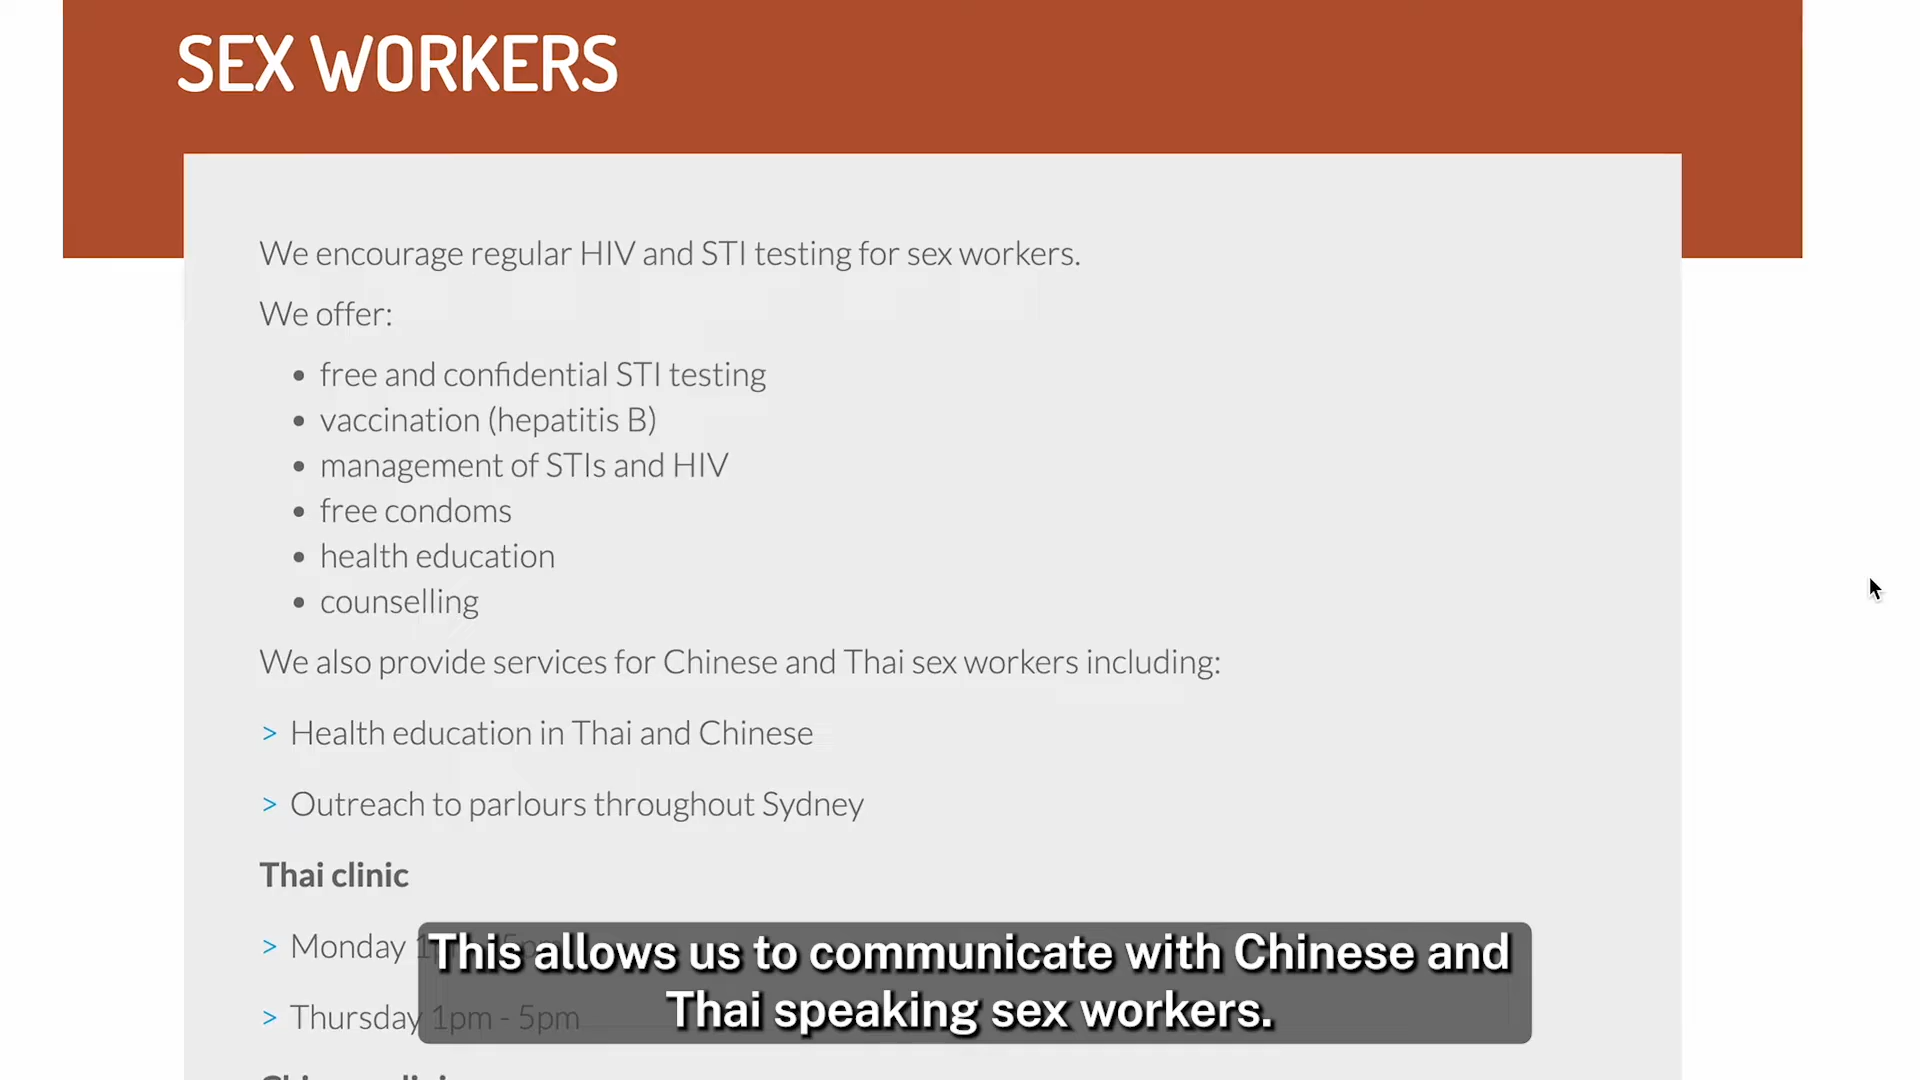 SEX WORKERS
We encourage regular HIV and STI testing for sex workers.
We offer:
• free and confidential STI testing
• vaccination (hepatitis B)
• management of STIs and HIV
• free condoms
• health education
• counselling
We also provide services for Chinese and Thai sex workers including:
> Health education in Thai and Chinese
> Outreach to parlours throughout Sydney
Thai clinic
> Monday
> Thursday 1pm - 5pm
This allows us to communicate with Chinese and
Thai speaking sex workers.